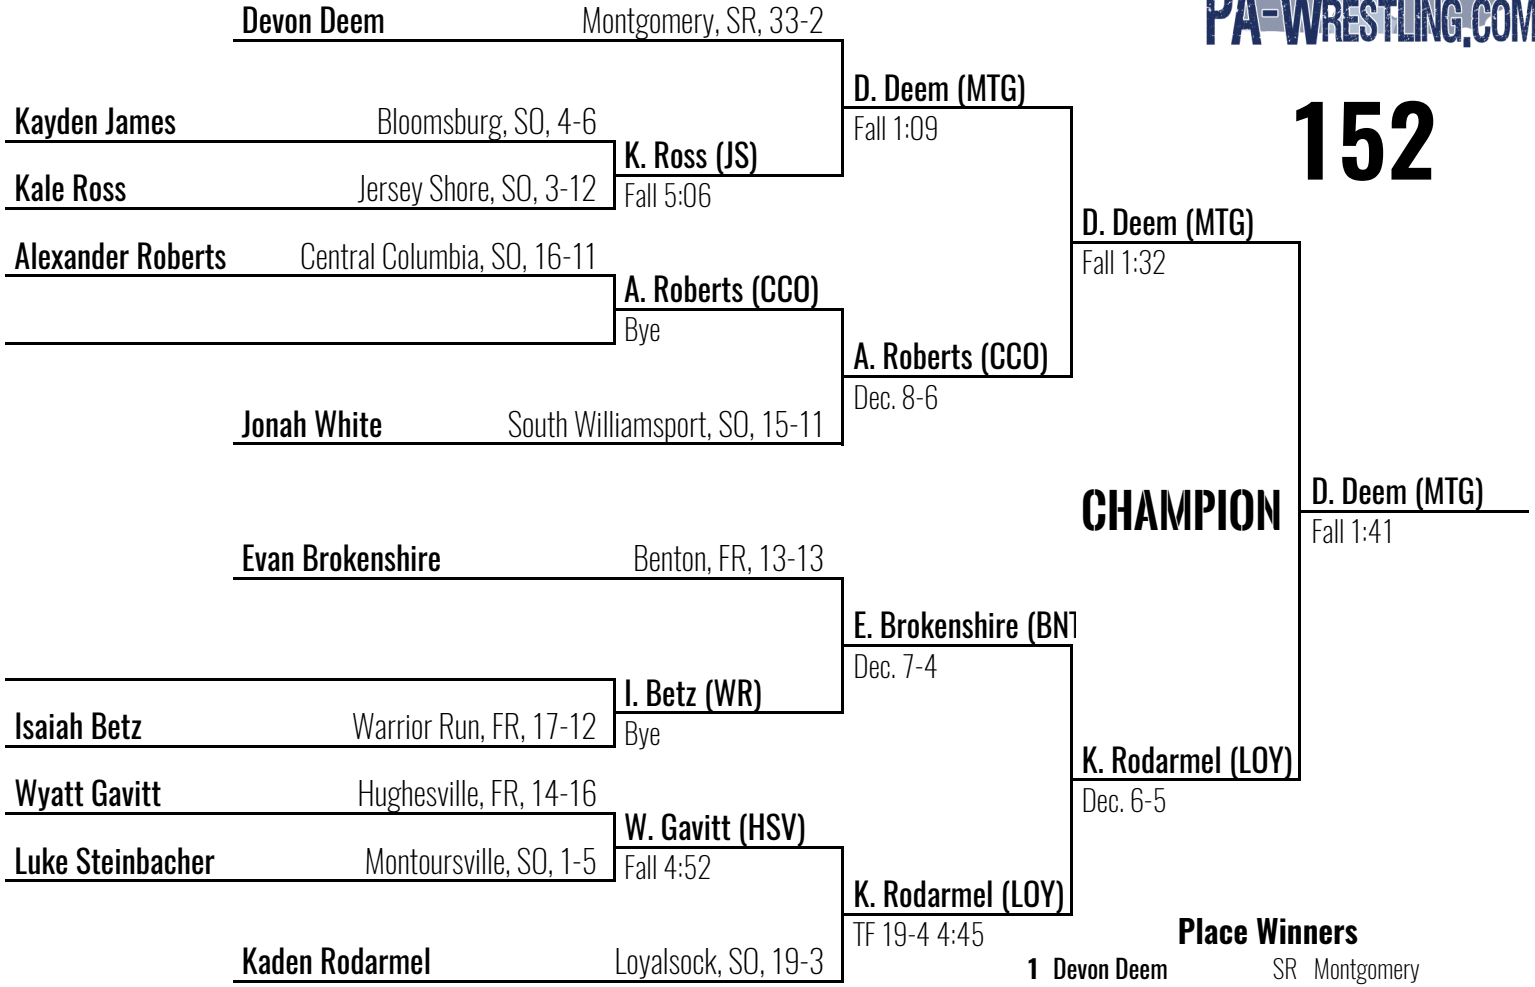 PA-WRESTLING.COM
152
Devon Deem Montgomery, SR, 33-2
D. Deem (MTG)
Fall 1:09
Kayden James Bloomsburg, SO, 4-6
K. Ross (JS)
Fall 5:06
Kale Ross Jersey Shore, SO, 3-12
D. Deem (MTG)
Fall 1:32
Alexander Roberts Central Columbia, SO, 16-11
A. Roberts (CCO)
Bye
A. Roberts (CCO)
Dec. 8-6
Jonah White South Williamsport, SO, 15-11
CHAMPION
D. Deem (MTG)
Fall 1:41
Evan Brokenshire Benton, FR, 13-13
E. Brokenshire (BNT
Dec. 7-4
I. Betz (WR)
Bye
Isaiah Betz Warrior Run, FR, 17-12
K. Rodarmel (LOY)
Dec. 6-5
Wyatt Gavitt Hughesville, FR, 14-16
W. Gavitt (HSV)
Fall 4:52
Luke Steinbacher Montoursville, SO, 1-5
K. Rodarmel (LOY)
TF 19-4 4:45
Kaden Rodarmel Loyalsock, SO, 19-3
Place Winners
1 Devon Deem SR Montgomery